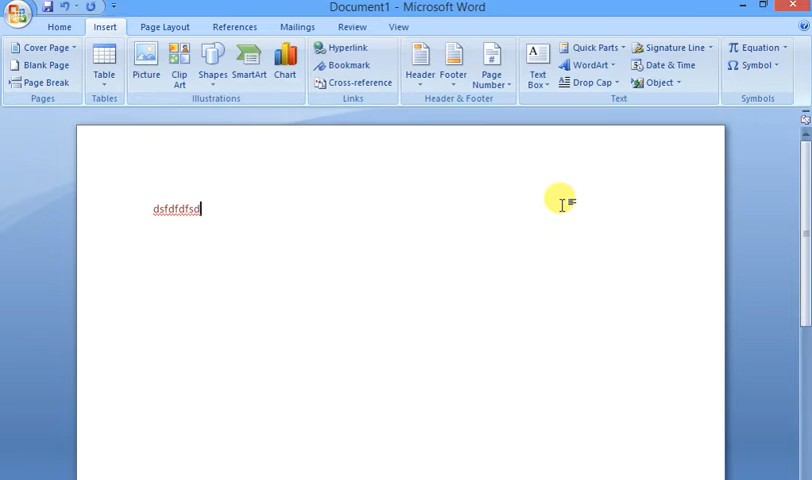 Document1 - Microsoft Word
Home Insert Page Layout References Mailings Review View
Cover Page
Blank Page
Page Break
Pages
Table
Tables
Picture
Clip Art
Shapes
SmartArt
Chart
Illustrations
Hyperlink
Bookmark
Cross-reference
Links
Header
Footer
Page Number
Header & Footer
Text Box
Quick Parts
WordArt
Drop Cap
Signature Line
Date & Time
Object
Text
Equation
Symbol
Symbols
dsfdfdfsd